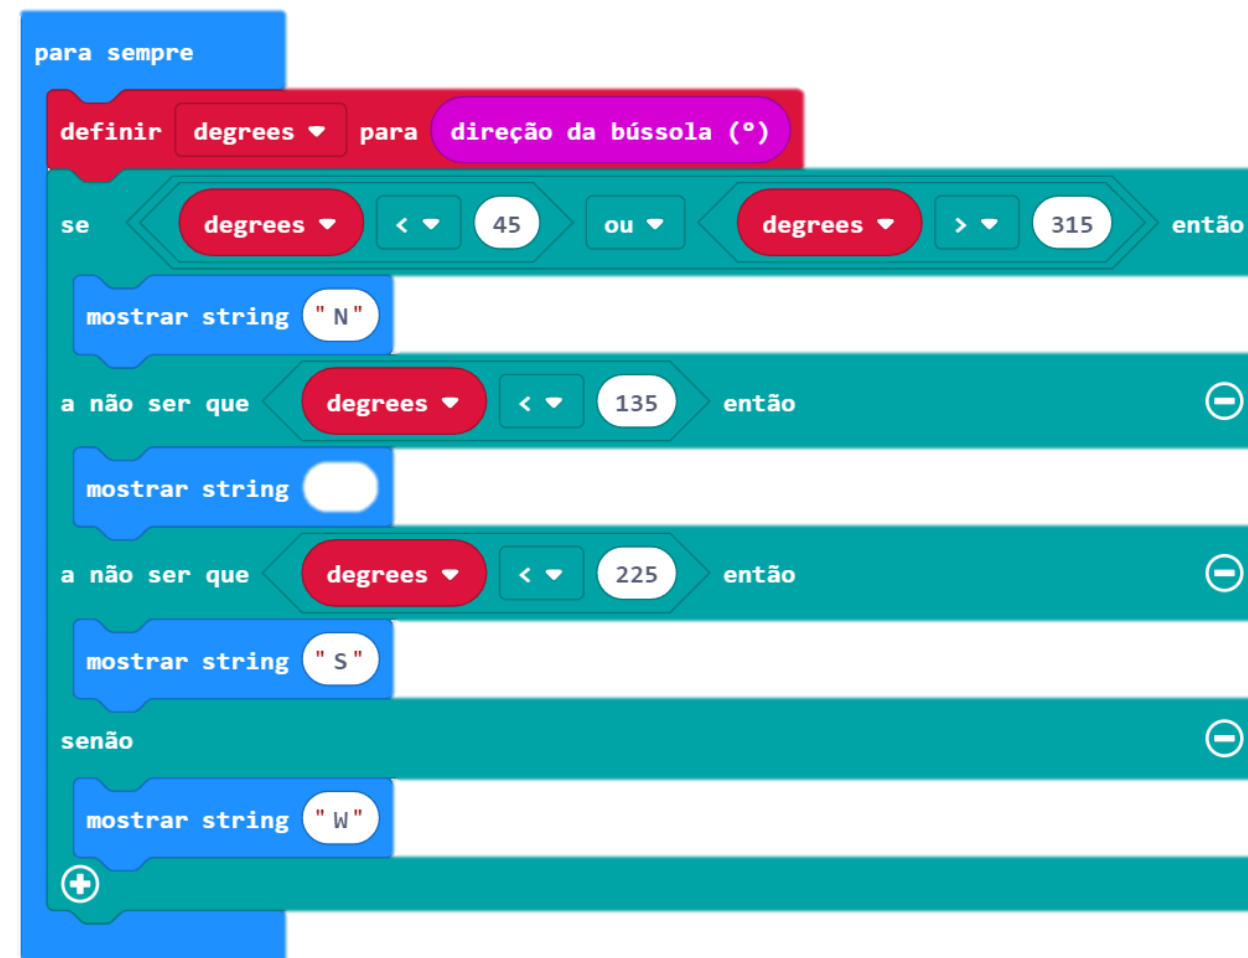 para sempre
definir degrees para direção da bússola (°)
se degrees < 45 ou degrees > 315 então
mostrar string "N"
a não ser que degrees < 135 então
mostrar string
a não ser que degrees < 225 então
mostrar string "S"
senão
mostrar string "W"